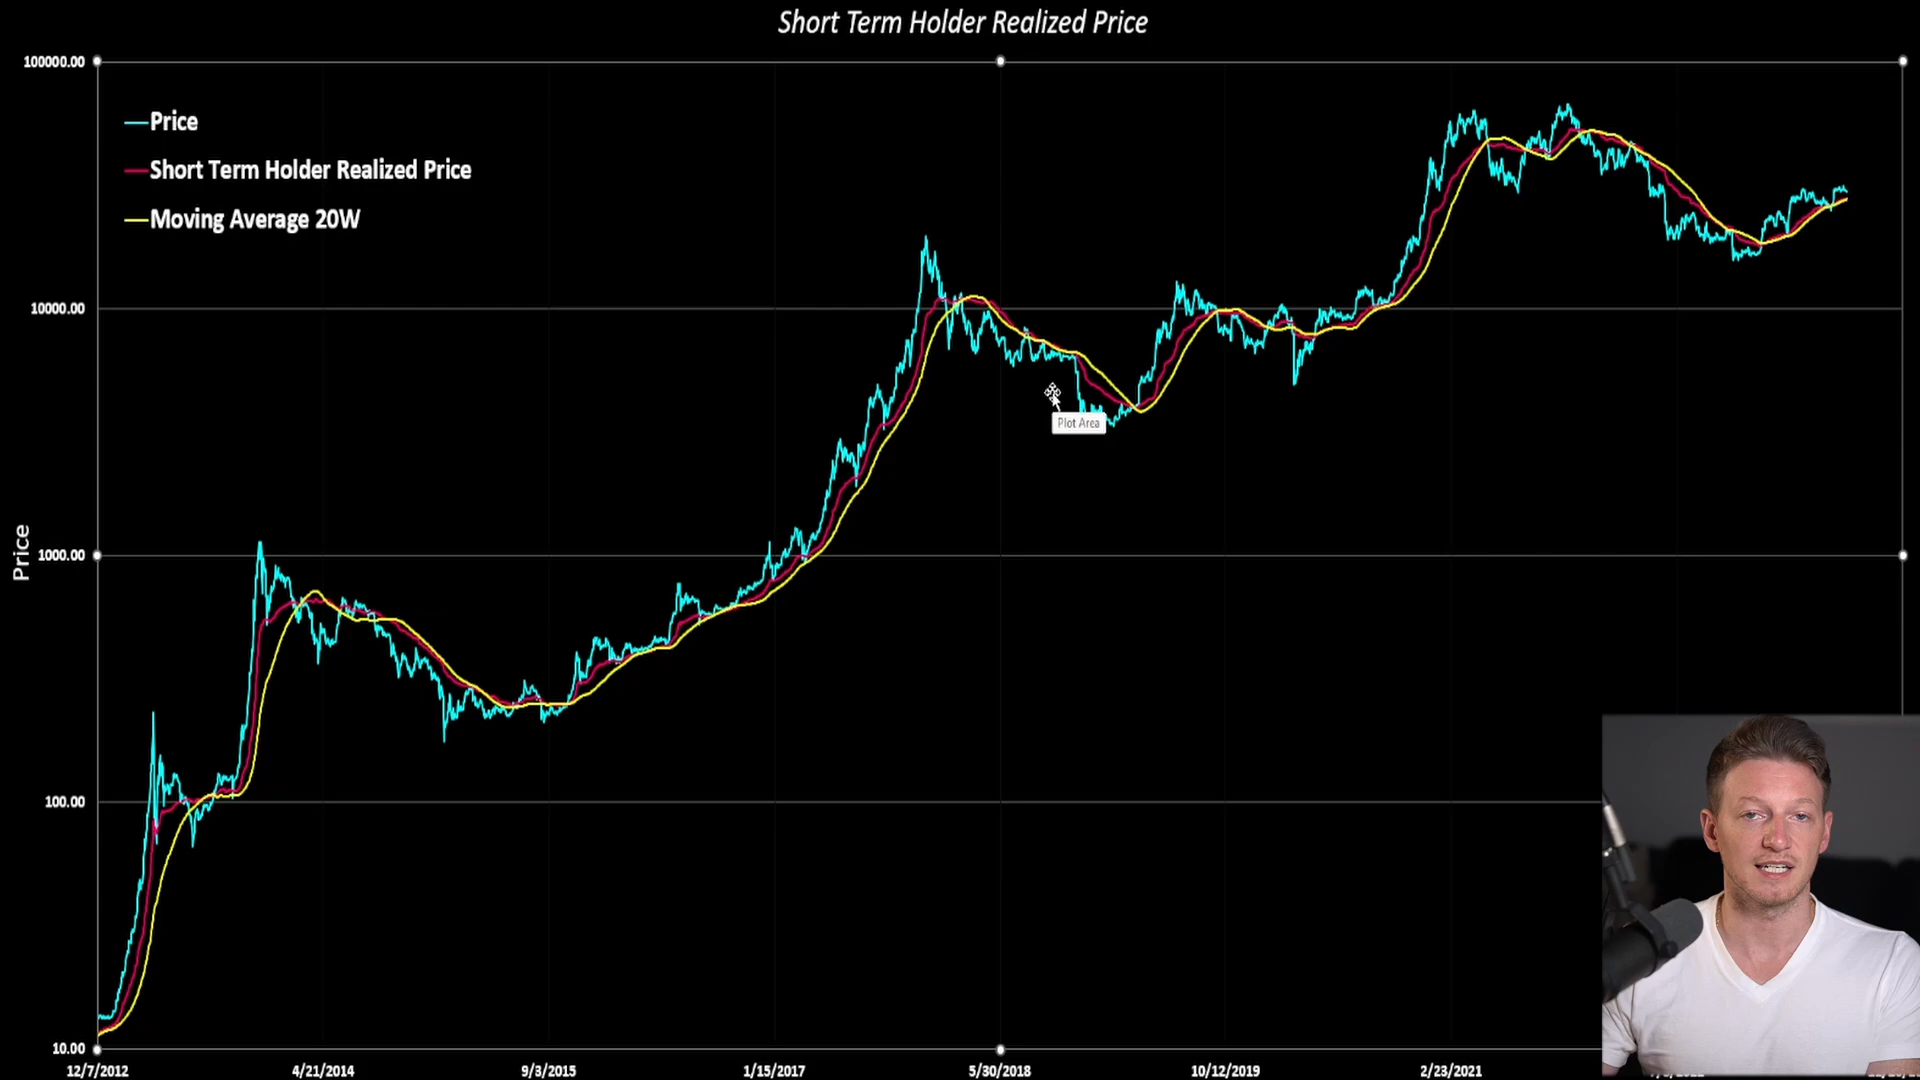 Short Term Holder Realized Price
100000.00
Price
Short Term Holder Realized Price
Moving Average 20W
10000.00
Plot Area
Price
1000.00
100.00
10.00
12/7/2012
4/21/2014
9/3/2015
1/15/2017
5/30/2018
10/12/2019
2/23/2021